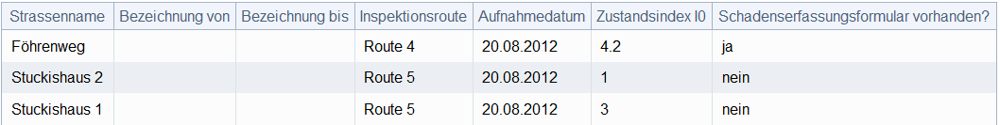 Strassenname Bezeichnung von Bezeichnung bis Inspektionsroute Aufnahmedatum Zustandsindex I0 Schadenserfassungsformular vorhanden?
Föhrenweg Route 4 20.08.2012 4.2 ja
Stuckishaus 2 Route 5 20.08.2012 1 nein
Stuckishaus 1 Route 5 20.08.2012 3 nein